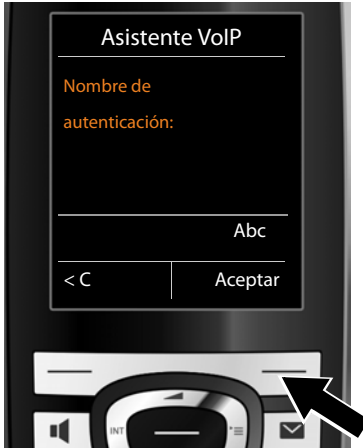 Asistente VoIP
Nombre de
autenticación:
Abc
< C
Aceptar
INT